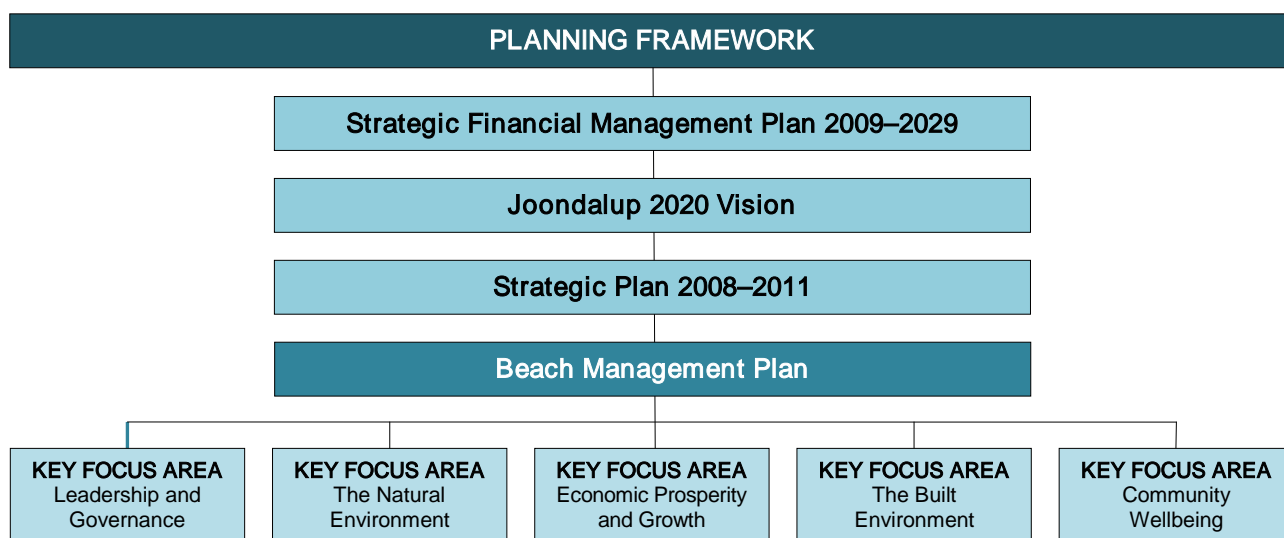 PLANNING FRAMEWORK
Strategic Financial Management Plan 2009–2029
Joondalup 2020 Vision
Strategic Plan 2008–2011
Beach Management Plan
KEY FOCUS AREA
Leadership and
Governance
KEY FOCUS AREA
The Natural
Environment
KEY FOCUS AREA
Economic Prosperity
and Growth
KEY FOCUS AREA
The Built
Environment
KEY FOCUS AREA
Community
Wellbeing